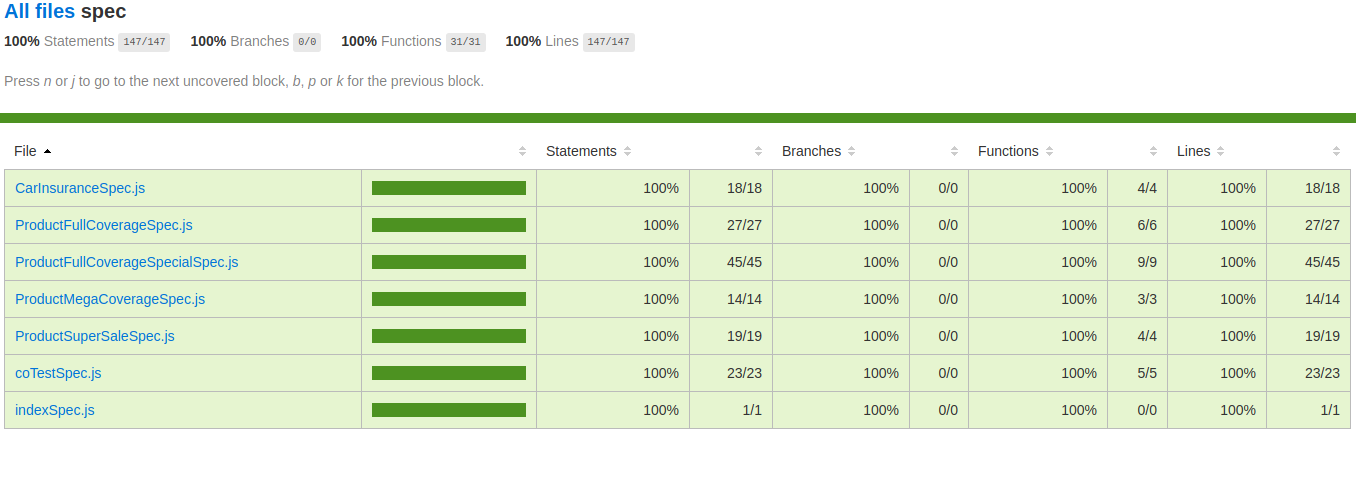 All files spec
100% Statements 147/147 100% Branches 0/0 100% Functions 31/31 100% Lines 147/147
Press n or j to go to the next uncovered block, b, p or k for the previous block.
File Statements Branches Functions Lines
CarInsuranceSpec.js 100% 18/18 100% 0/0 100% 4/4 100% 18/18
ProductFullCoverageSpec.js 100% 27/27 100% 0/0 100% 6/6 100% 27/27
ProductFullCoverageSpecialSpec.js 100% 45/45 100% 0/0 100% 9/9 100% 45/45
ProductMegaCoverageSpec.js 100% 14/14 100% 0/0 100% 3/3 100% 14/14
ProductSuperSaleSpec.js 100% 19/19 100% 0/0 100% 4/4 100% 19/19
coTestSpec.js 100% 23/23 100% 0/0 100% 5/5 100% 23/23
indexSpec.js 100% 1/1 100% 0/0 100% 0/0 100% 1/1